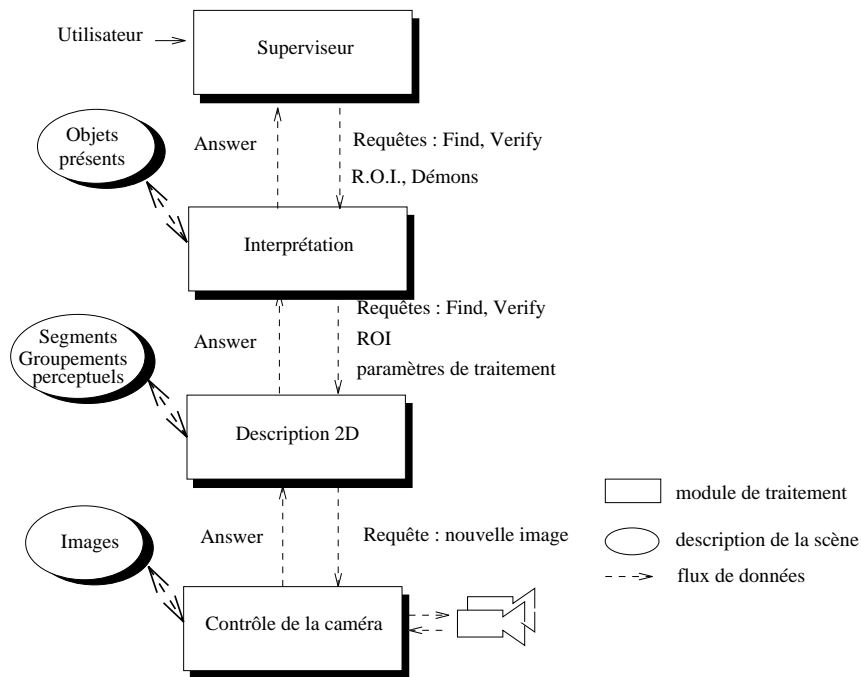 Utilisateur
Superviseur
Objets
présents
Answer
Requêtes : Find, Verify
R.O.I., Démons
Interprétation
Requêtes : Find, Verify
Segments
Groupements
perceptuels
Answer
ROI
paramètres de traitement
Description 2D
module de traitement
Images
Answer
Requête : nouvelle image
description de la scène
flux de données
Contrôle de la caméra